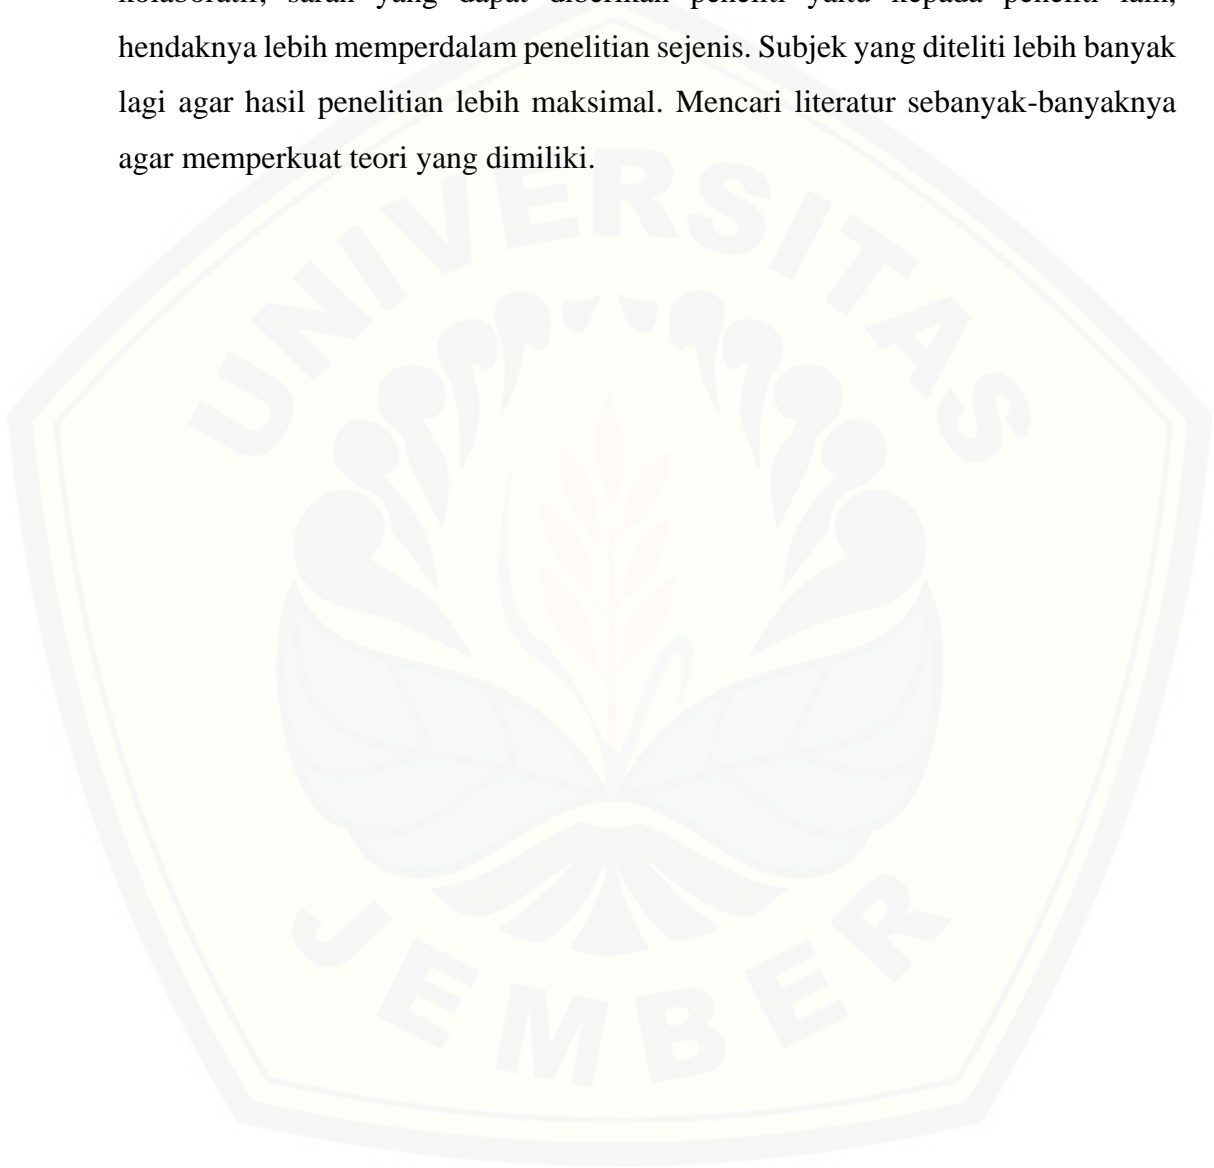 kolaboratif, saran yang dapat diberikan peneliti yaitu kepada peneliti lain,
hendaknya lebih memperdalam penelitian sejenis. Subjek yang diteliti lebih banyak
lagi agar hasil penelitian lebih maksimal. Mencari literatur sebanyak-banyaknya
agar memperkuat teori yang dimiliki.
UNIVERSITAS
JEMBER